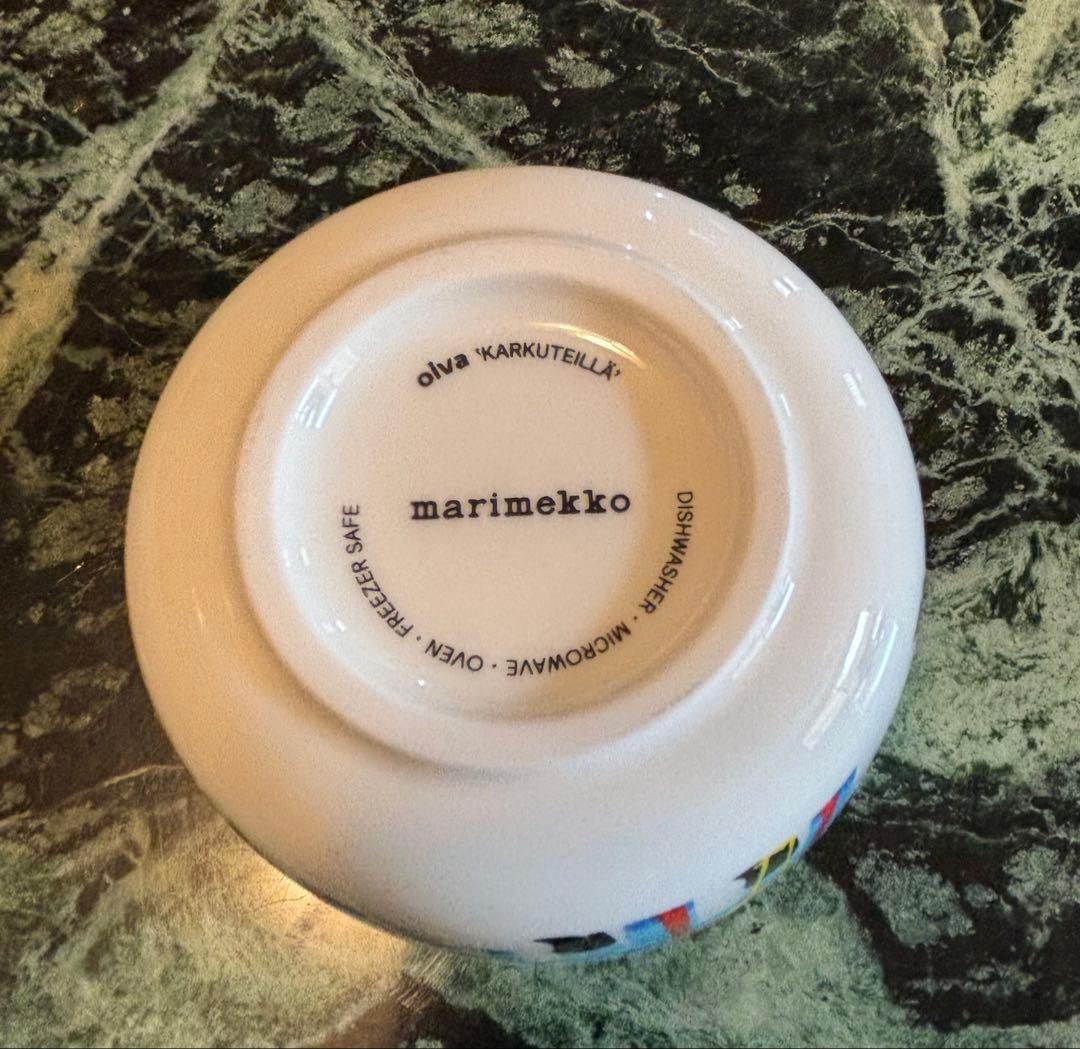 oiva 'KARKUTEILLÄ'
marimekko
DISHWASHER · MICROWAVE · OVEN · FREEZER SAFE